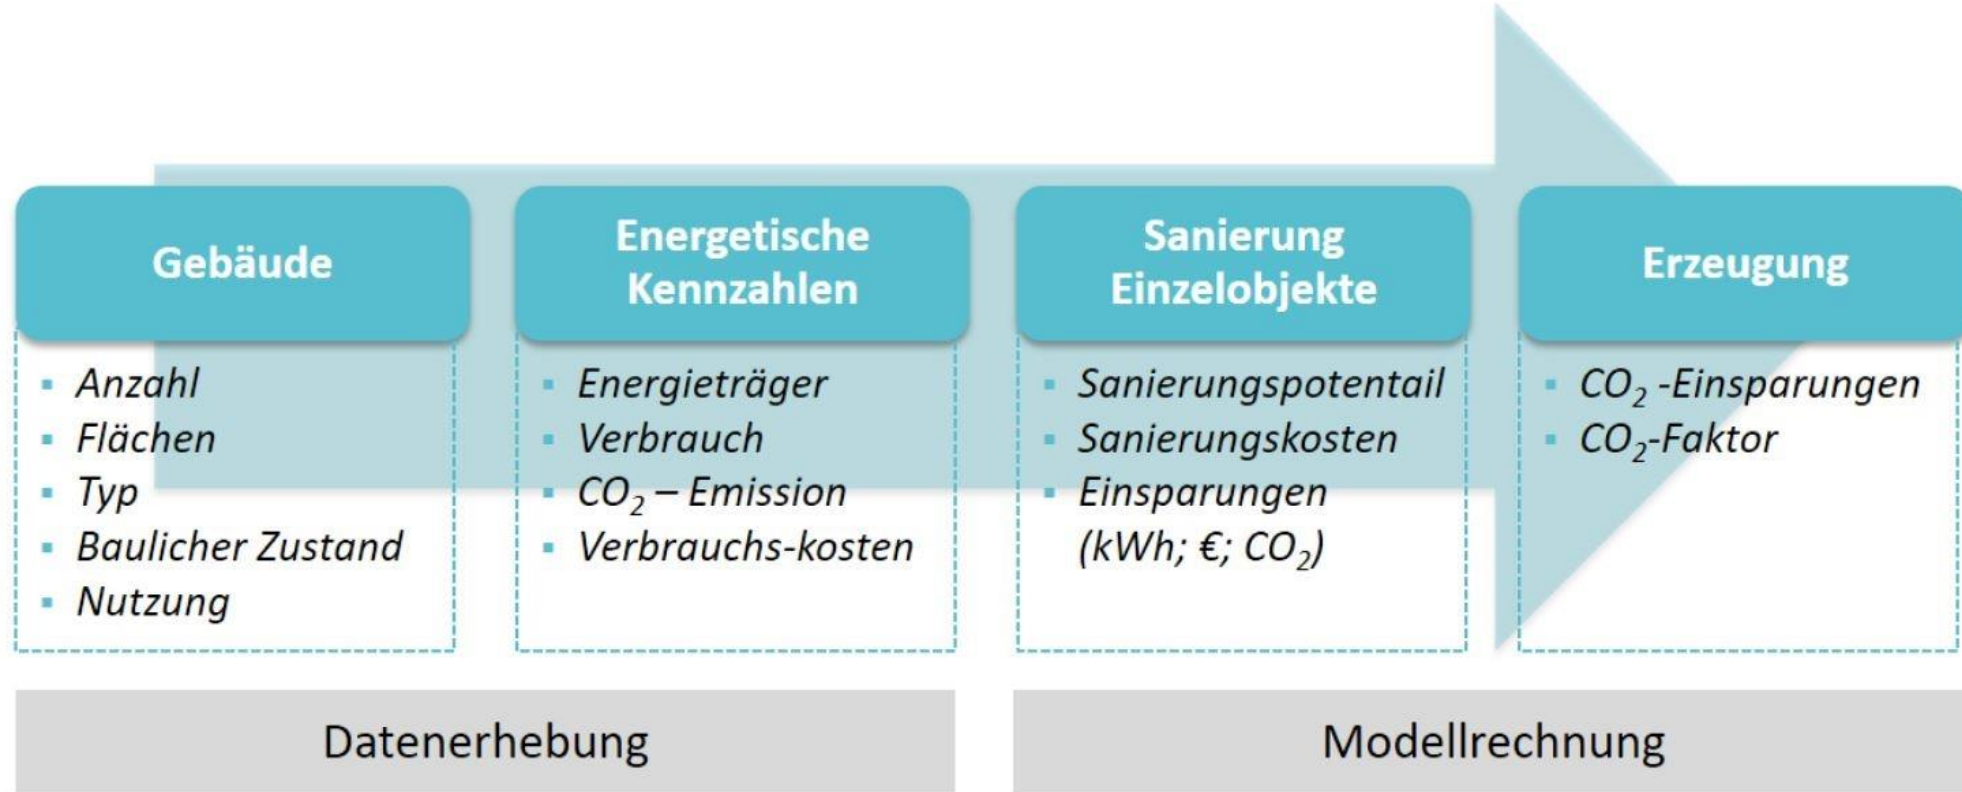 Gebäude
Anzahl
Flächen
Typ
Baulicher Zustand
Nutzung
Energetische
Kennzahlen
Energieträger
Verbrauch
CO₂ – Emission
Verbrauchs-kosten
Sanierung
Einzelobjekte
Sanierungspotentail
Sanierungskosten
Einsparungen
(kWh; €; CO₂)
Erzeugung
CO₂ -Einsparungen
CO₂-Faktor
Datenerhebung
Modellrechnung